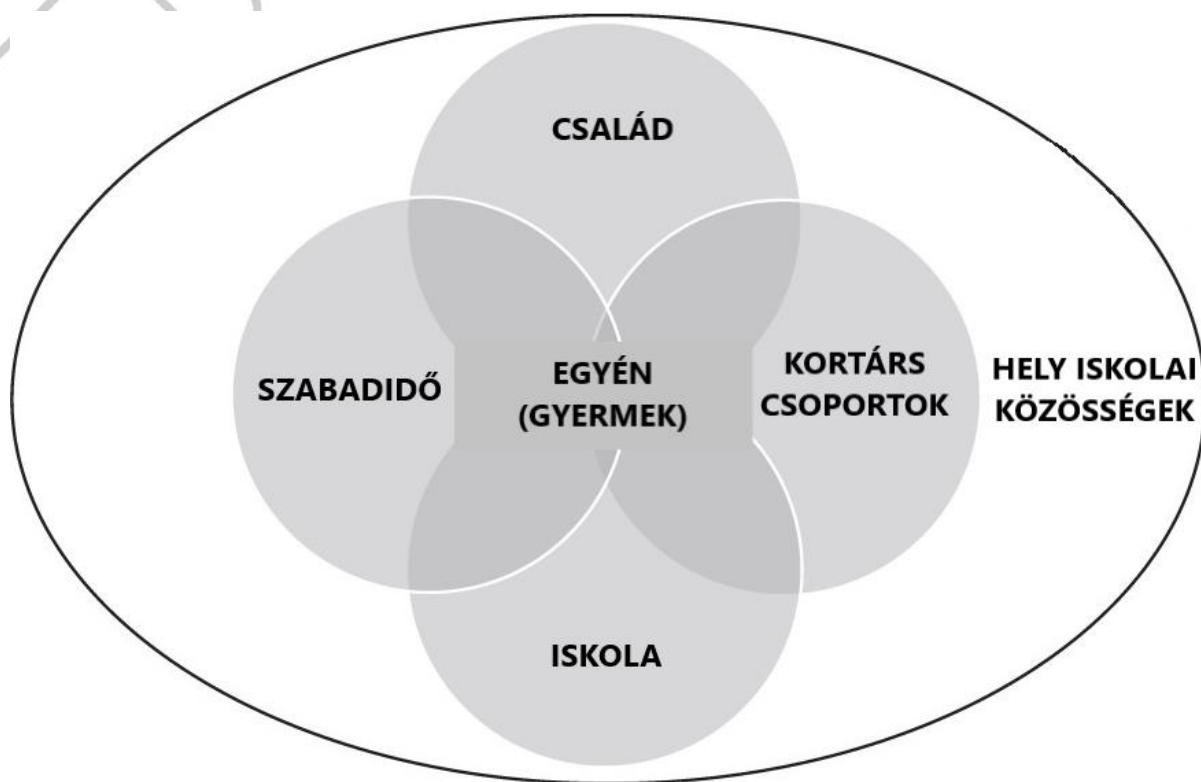 CSALÁD
SZABADIDŐ
EGYÉN
(GYERMEK)
KORTÁRS
CSOPORTOK
HELY ISKOLAI
KÖZÖSSÉGEK
ISKOLA